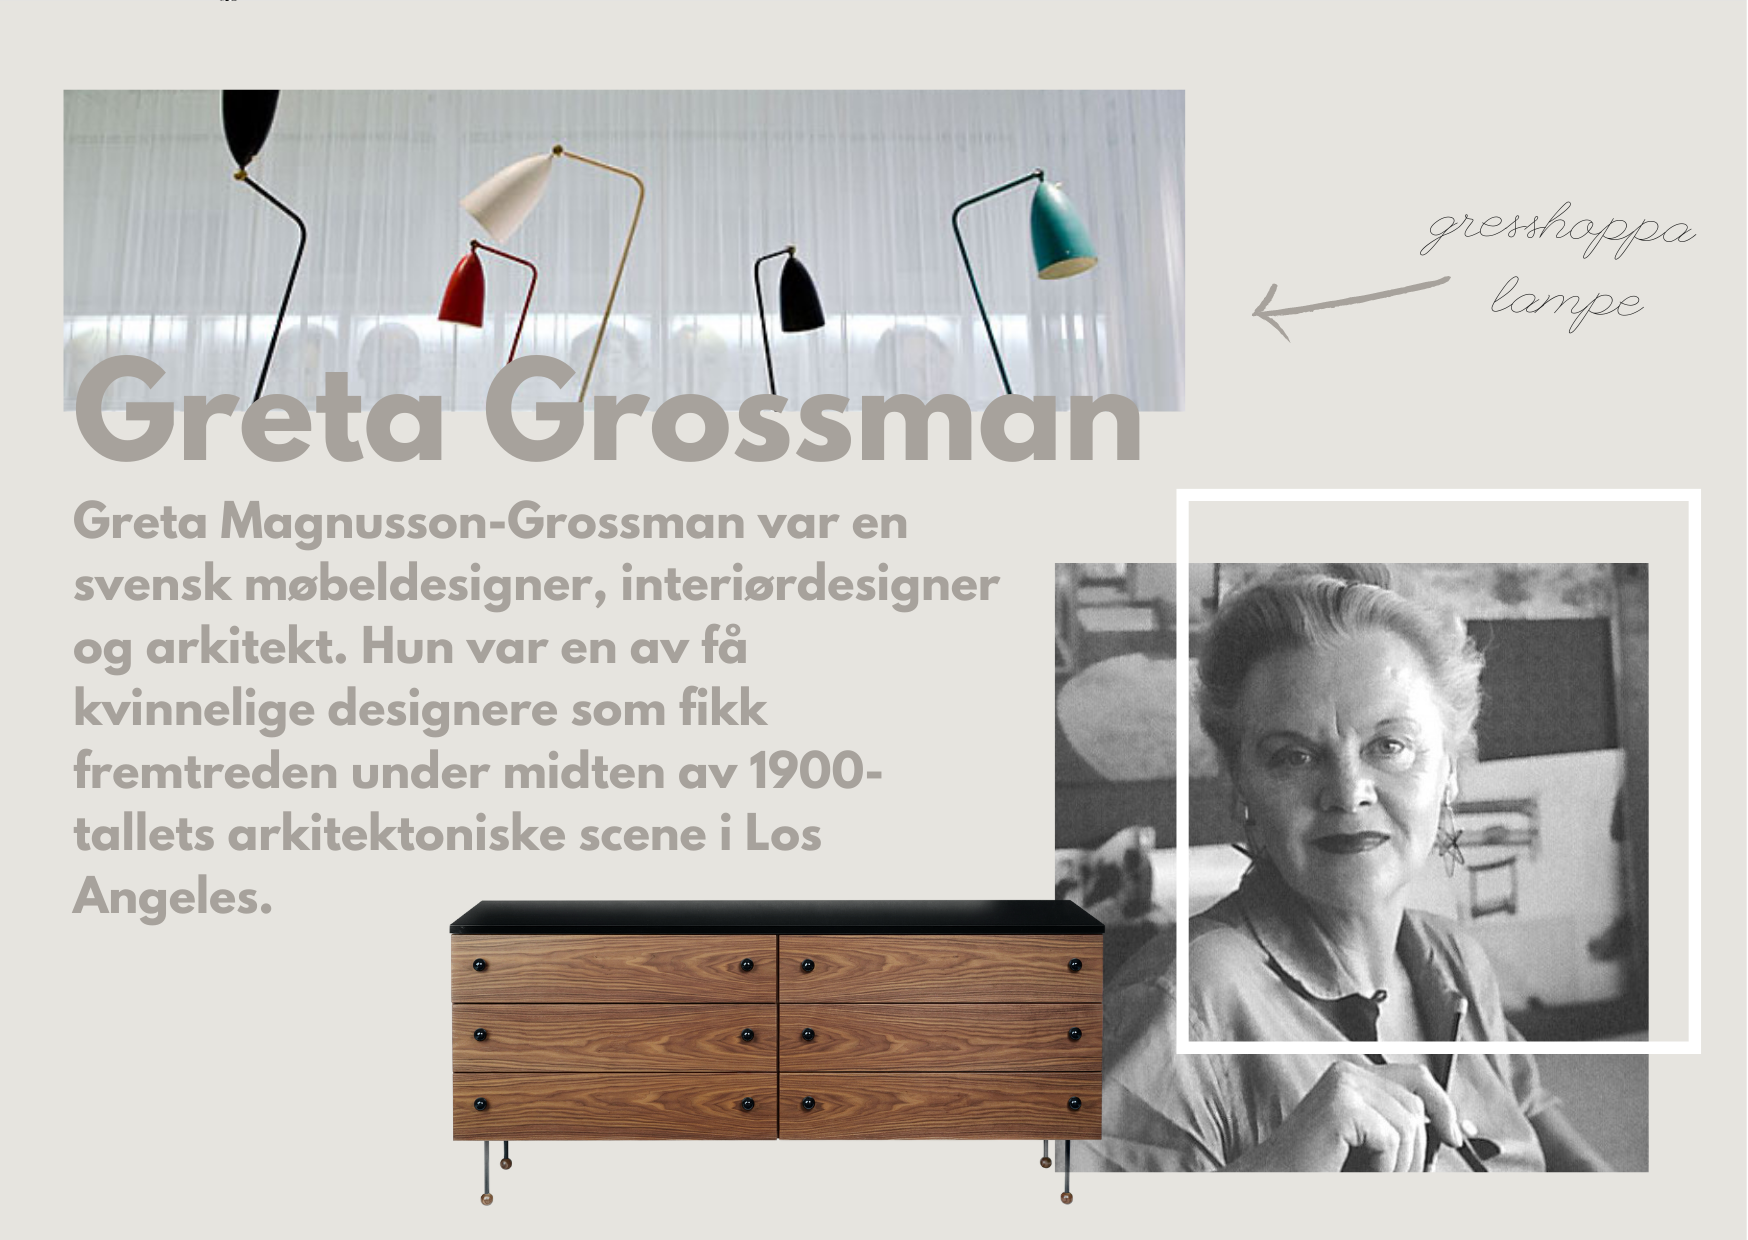 gresshoppa
lampe
Greta Grossman
Greta Magnusson-Grossman var en
svensk møbeldesigner, interiørdesigner
og arkitekt. Hun var en av få
kvinnelige designere som fikk
fremtreden under midten av 1900-
tallets arkitektoniske scene i Los
Angeles.